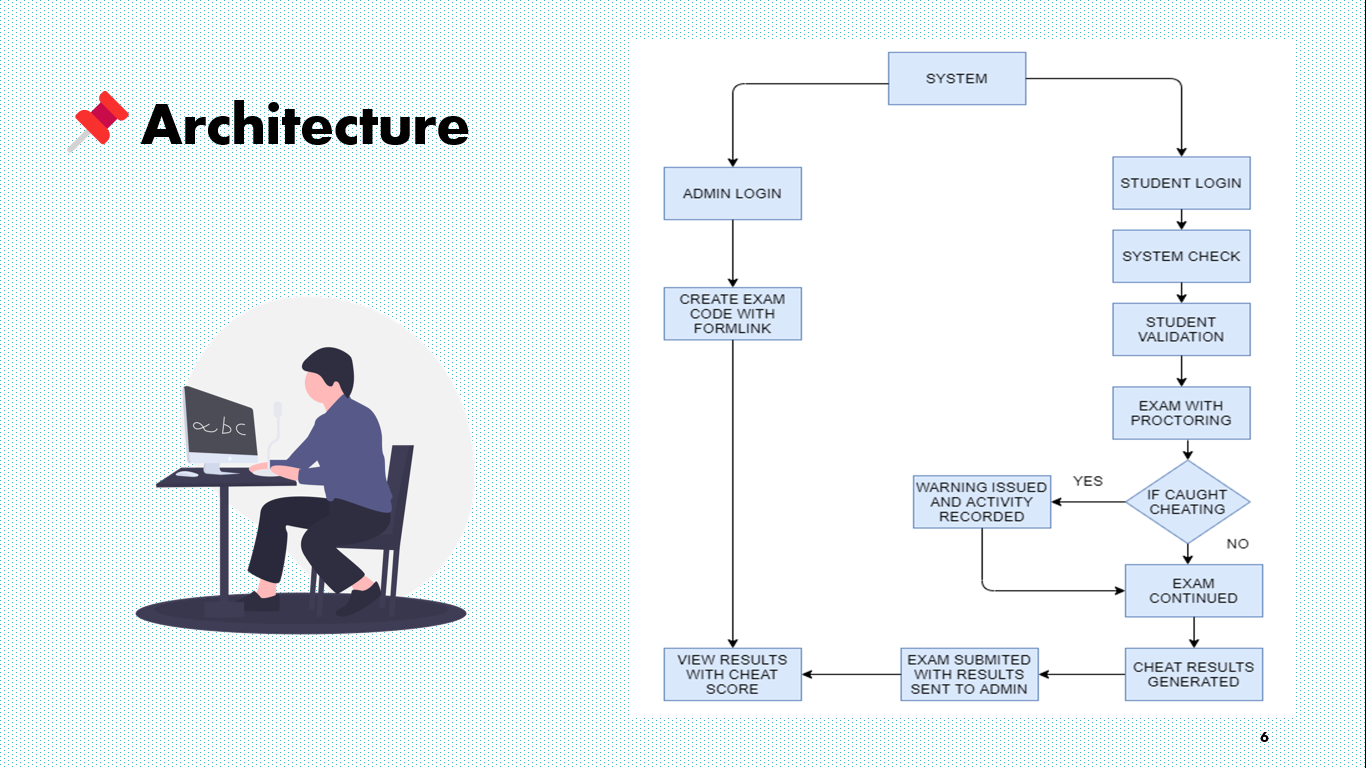 Architecture
SYSTEM
ADMIN LOGIN
CREATE EXAM
CODE WITH
FORMLINK
STUDENT LOGIN
SYSTEM CHECK
STUDENT
VALIDATION
EXAM WITH
PROCTORING
IF CAUGHT
CHEATING
YES
WARNING ISSUED
AND ACTIVITY
RECORDED
NO
EXAM
CONTINUED
CHEAT RESULTS
GENERATED
EXAM SUBMITED
WITH RESULTS
SENT TO ADMIN
VIEW RESULTS
WITH CHEAT
SCORE
abc
6